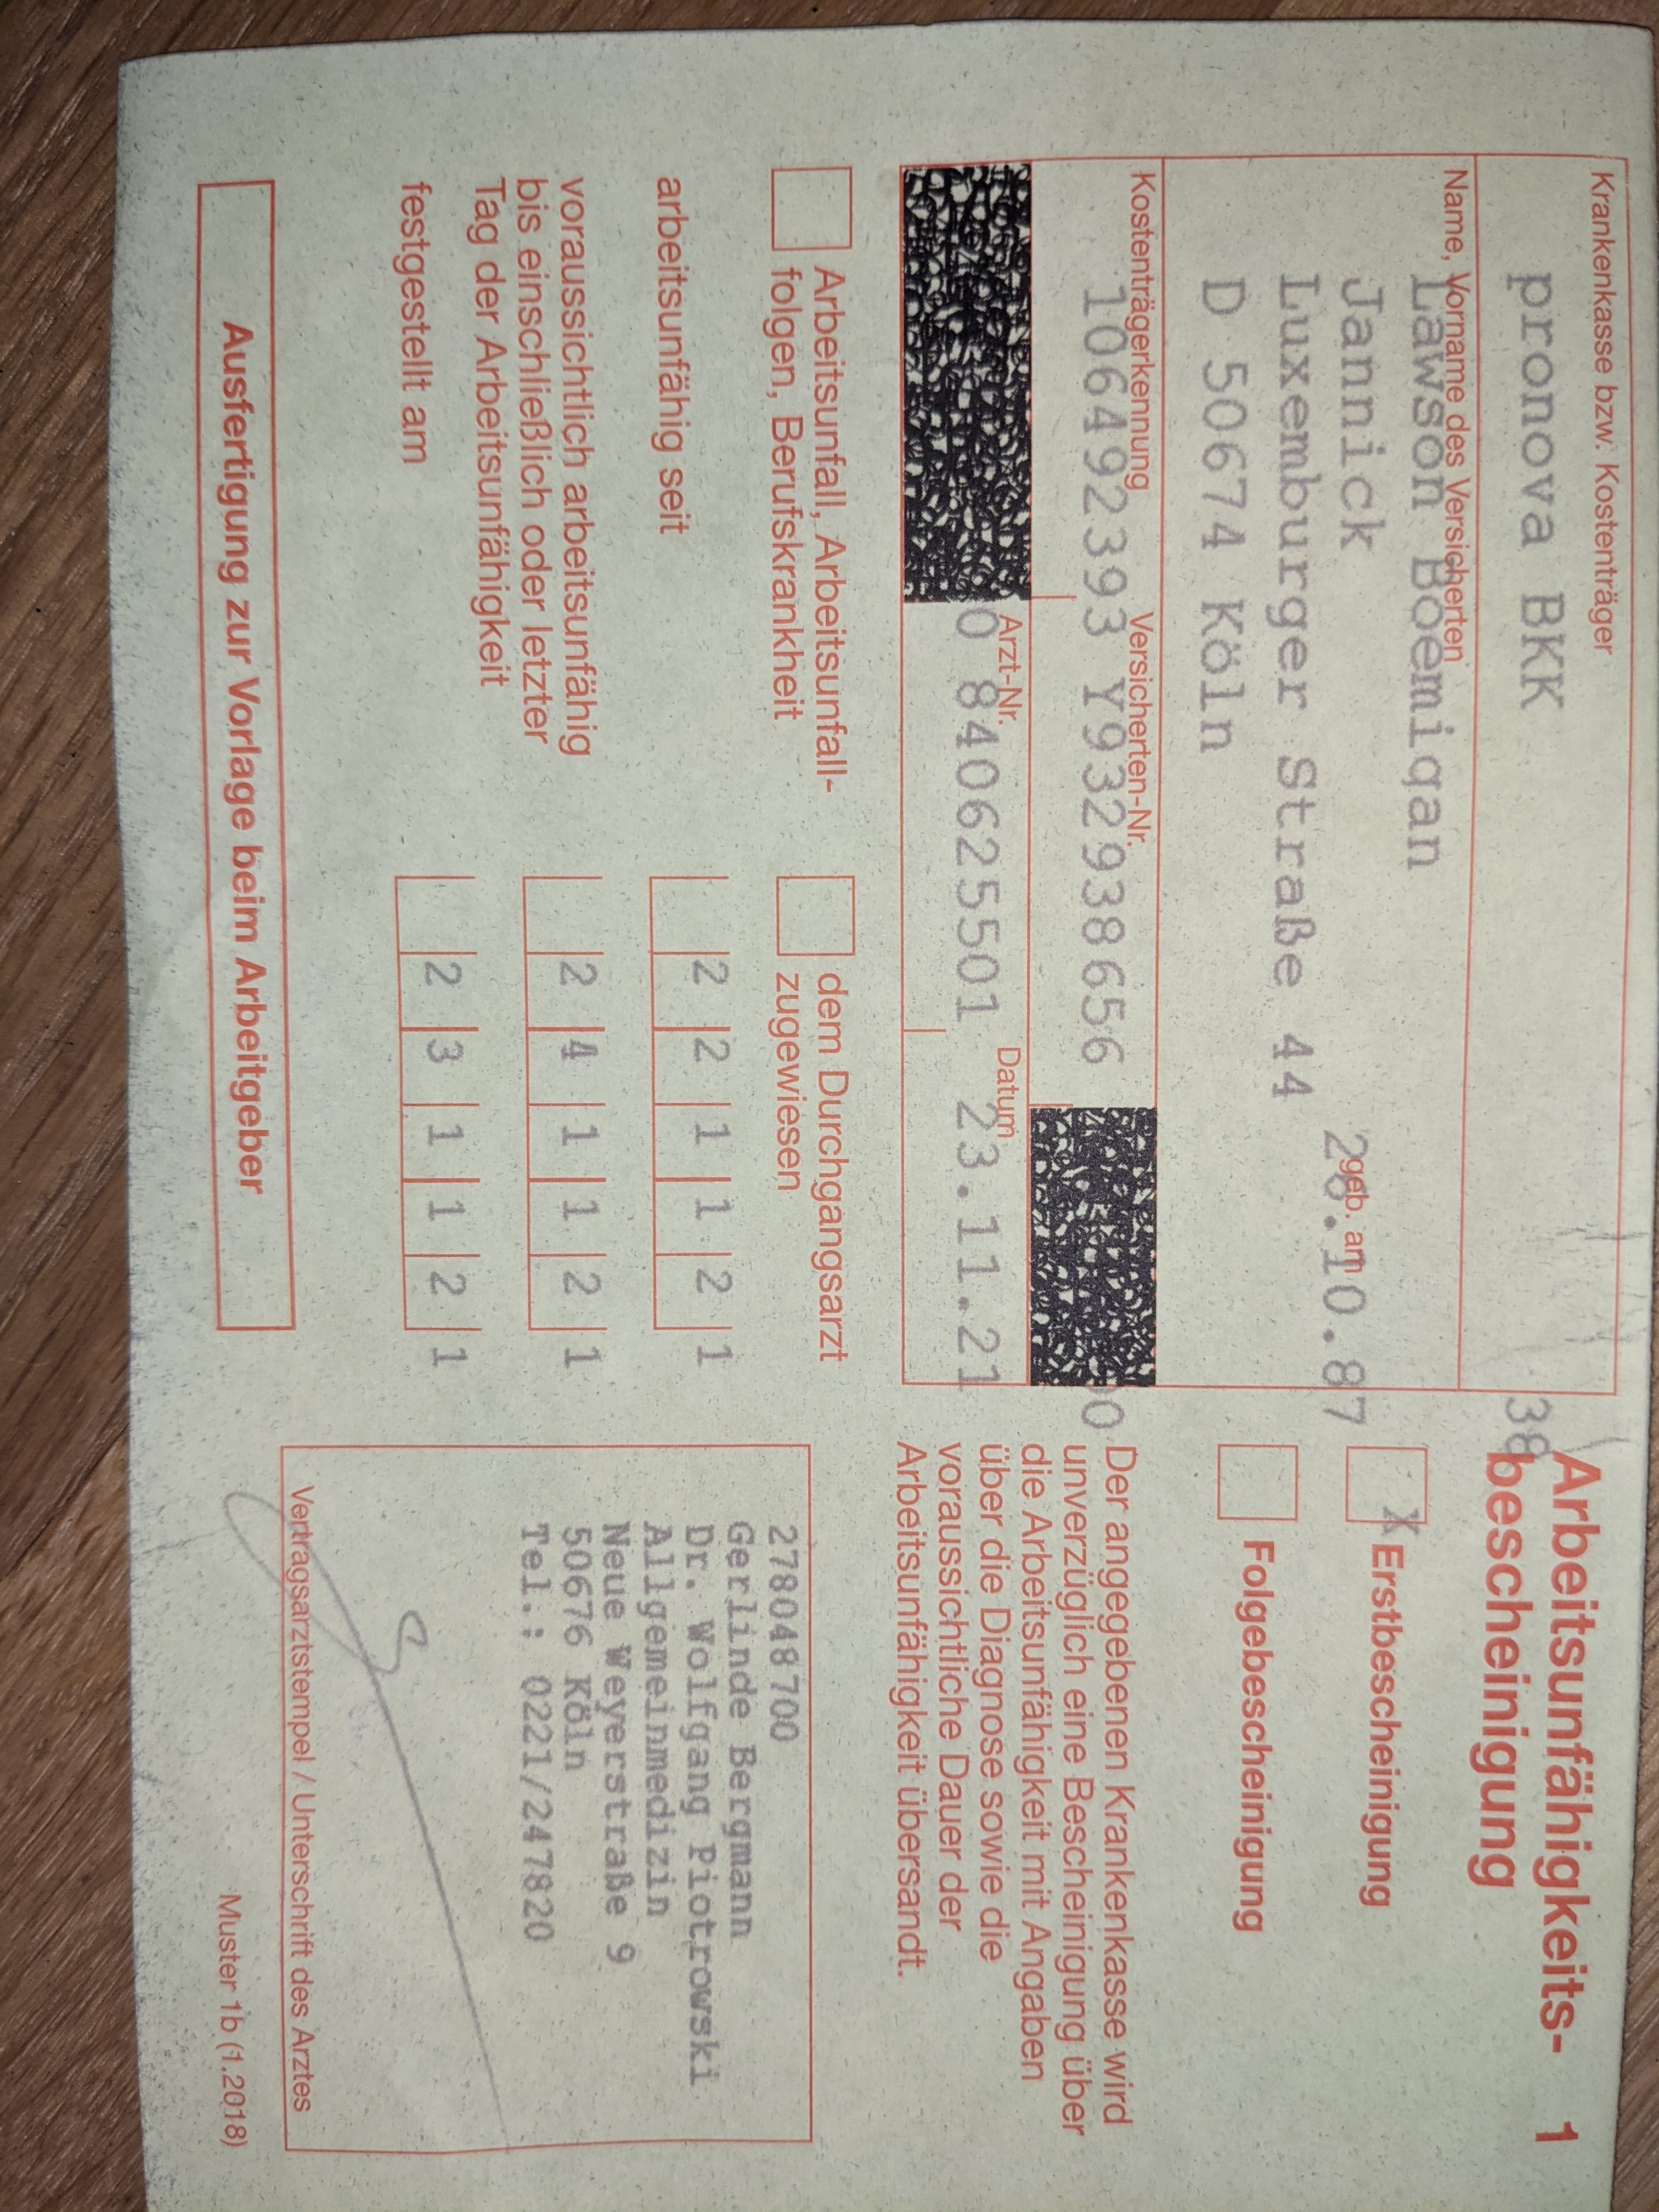 Krankenkasse bzw. Kostenträger
pronova BKK
38
Name, Vorname des Versicherten
Lawson Boemigan
Jannick
geb. am
28.10.87
Luxemburger Straße 44
D 50674 Köln
Kostenträgerkennung
Versicherten-Nr.
106492393 Y932938656
00
Arzt-Nr.
Datum
0 840625501 23.11.21
Arbeitsunfähigkeits- 1
bescheinigung
X Erstbescheinigung
Folgebescheinigung
Der angegebenen Krankenkasse wird
unverzüglich eine Bescheinigung über
die Arbeitsunfähigkeit mit Angaben
über die Diagnose sowie die
voraussichtliche Dauer der
Arbeitsunfähigkeit übersandt.
Arbeitsunfall, Arbeitsunfall-
folgen, Berufskrankheit
dem Durchgangsarzt
zugewiesen
arbeitsunfähig seit
2 2 1 1 2 1
voraussichtlich arbeitsunfähig
bis einschließlich oder letzter
Tag der Arbeitsunfähigkeit
2 4 1 1 2 1
festgestellt am
2 3 1 1 2 1
Ausfertigung zur Vorlage beim Arbeitgeber
278048700
Gerlinde Bergmann
Dr. Wolfgang Piotrowski
Allgemeinmedizin
Neue Weyerstraße 9
50676 Köln
Tel.: 0221/247820
Vertragsarztstempel / Unterschrift des Arztes
Muster 1b (1.2018)